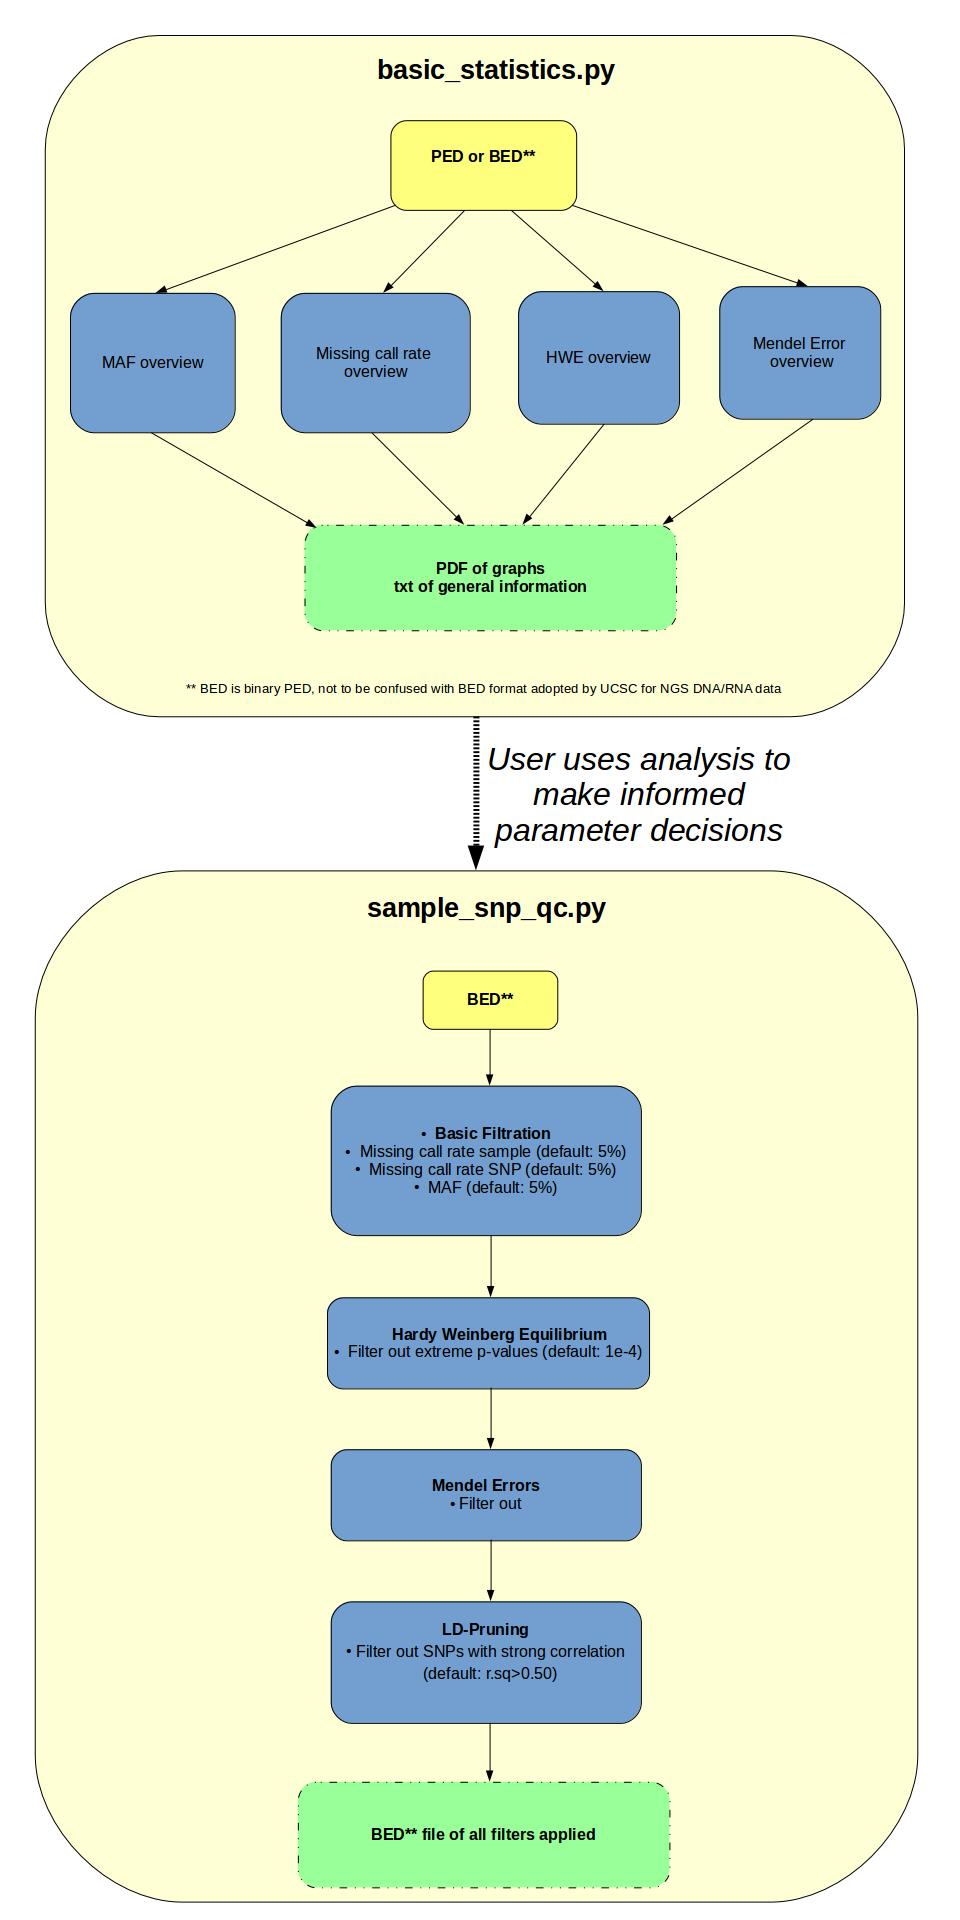 basic_statistics.py
PED or BED**
MAF overview
Missing call rate
overview
HWE overview
Mendel Error
overview
PDF of graphs
txt of general information
** BED is binary PED, not to be confused with BED format adopted by UCSC for NGS DNA/RNA data
User uses analysis to
make informed
parameter decisions
sample_snp_qc.py
BED**
• Basic Filtration
• Missing call rate sample (default: 5%)
• Missing call rate SNP (default: 5%)
• MAF (default: 5%)
Hardy Weinberg Equilibrium
• Filter out extreme p-values (default: 1e-4)
Mendel Errors
• Filter out
LD-Pruning
• Filter out SNPs with strong correlation
(default: r.sq>0.50)
BED** file of all filters applied